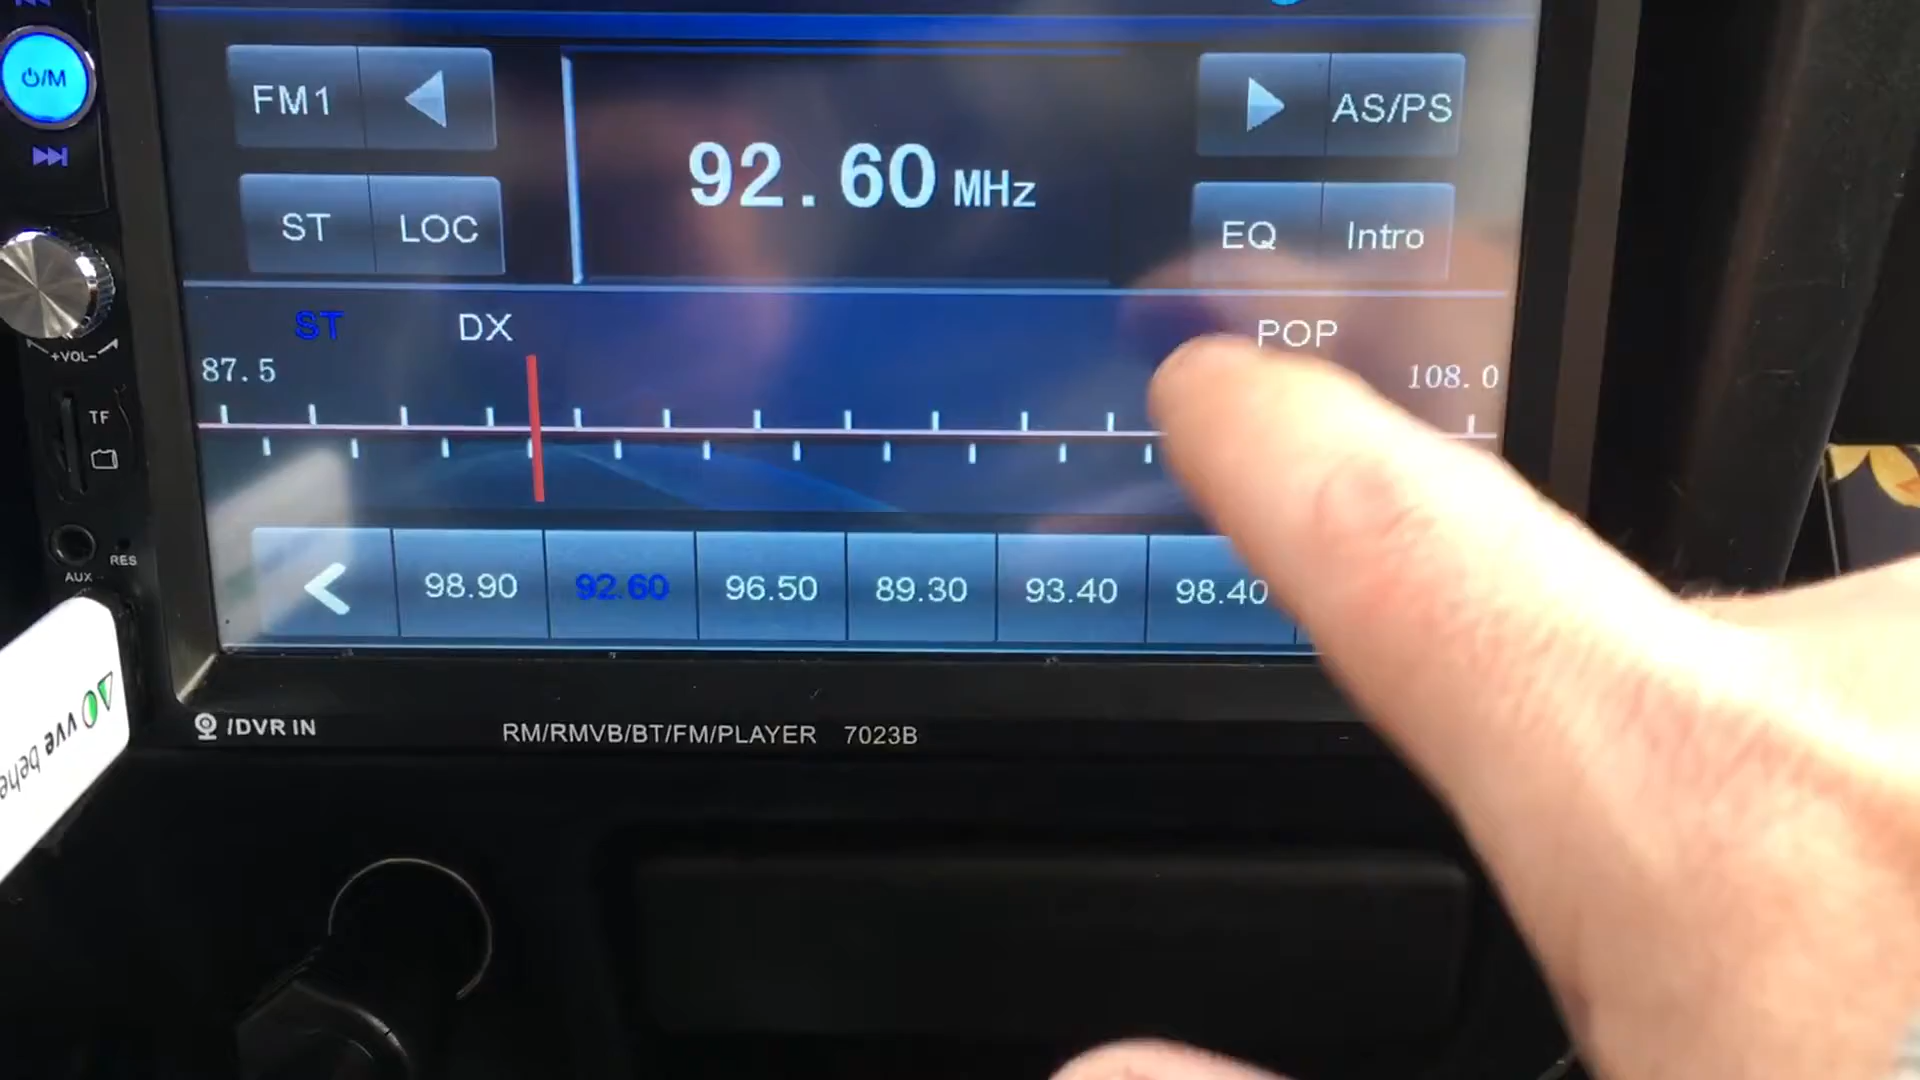 ⏻/M
FM1
AS/PS
92.60 MHz
ST LOC
EQ Intro
ST DX POP
+VOL-
87.5 108.0
TF
98.90 92.60 96.50 89.30 93.40 98.40
RES
AUX
/DVR IN
RM/RMVB/BT/FM/PLAYER 7023B
vve behe